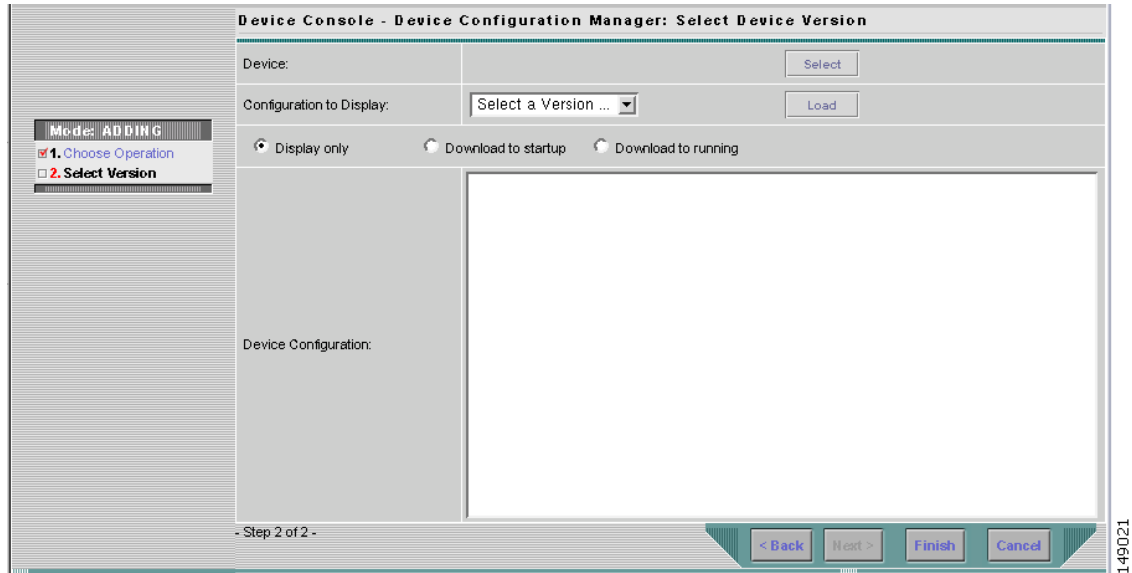 Device Console - Device Configuration Manager: Select Device Version
Device:
Select
Configuration to Display:
Select a Version ...
Load
Mode: ADDING
1. Choose Operation
2. Select Version
Display only
Download to startup
Download to running
Device Configuration:
- Step 2 of 2 -
< Back
Next >
Finish
Cancel
149021